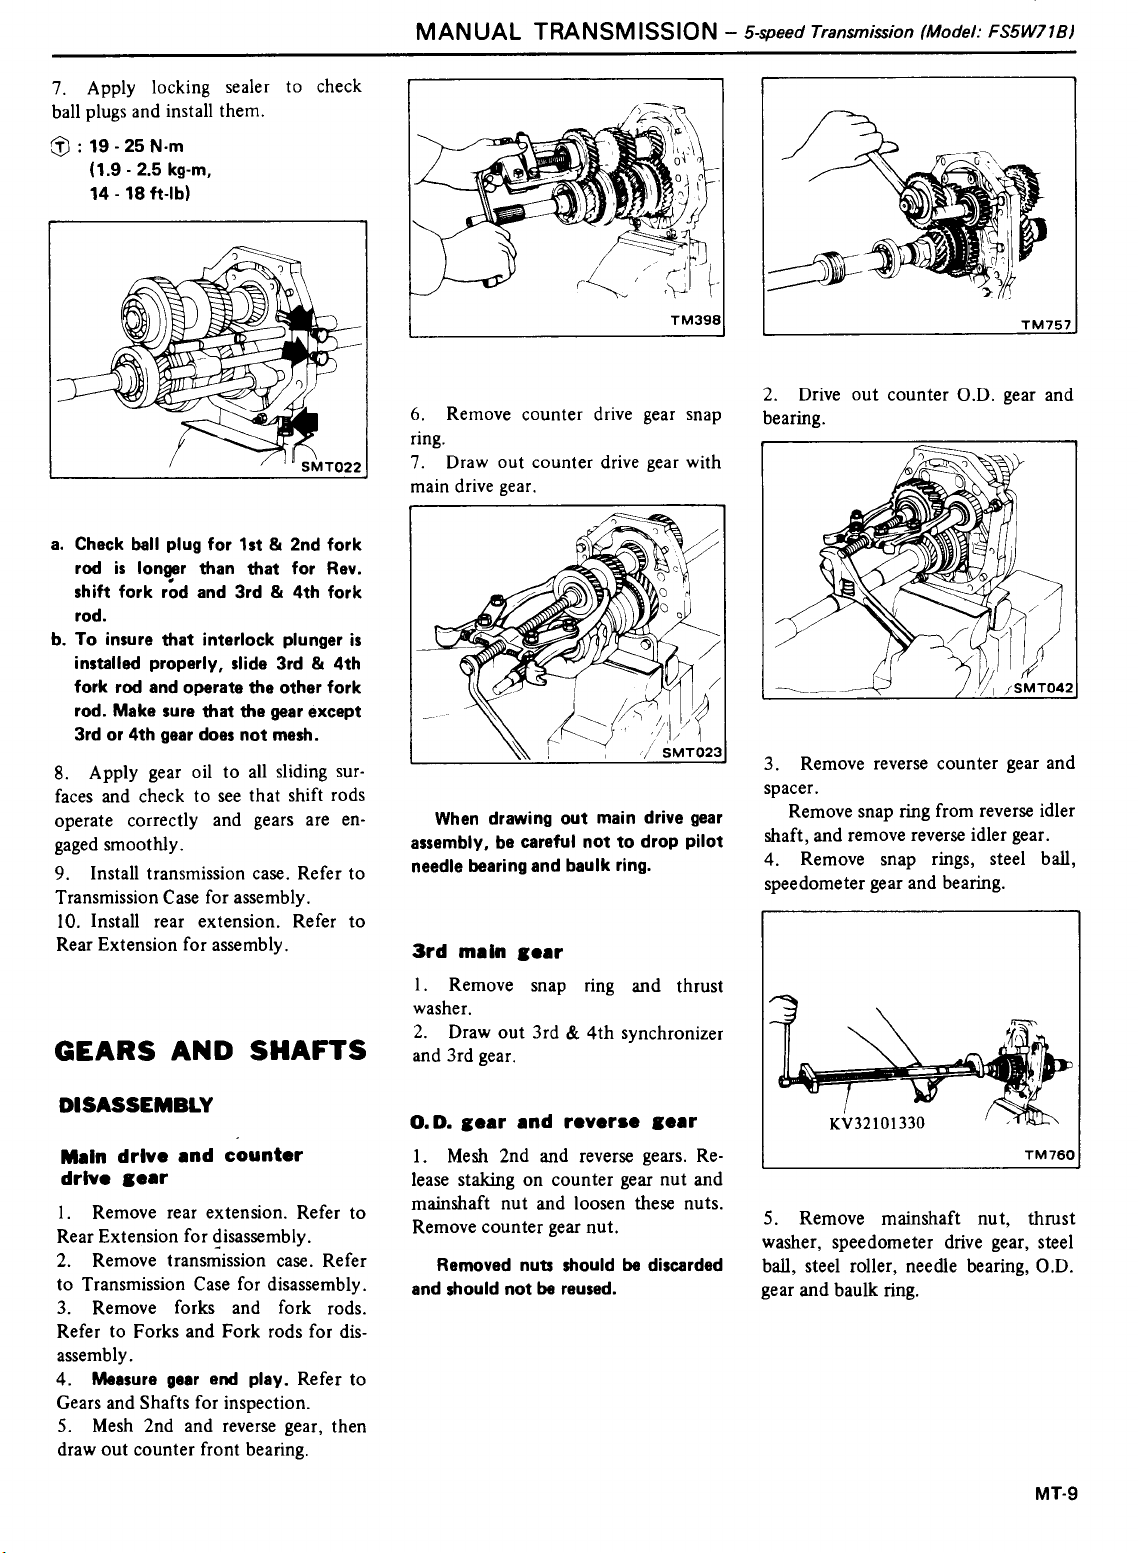 MANUAL TRANSMISSION – 5-speed Transmission (Model: FS5W71B)
7. Apply locking sealer to check
ball plugs and install them.
Ⓣ : 19 - 25 N·m
(1.9 - 2.5 kg-m,
14 - 18 ft-lb)
SMT022
a. Check ball plug for 1st & 2nd fork
rod is longer than that for Rev.
shift fork rod and 3rd & 4th fork
rod.
b. To insure that interlock plunger is
installed properly, slide 3rd & 4th
fork rod and operate the other fork
rod. Make sure that the gear except
3rd or 4th gear does not mesh.
8. Apply gear oil to all sliding sur-
faces and check to see that shift rods
operate correctly and gears are en-
gaged smoothly.
9. Install transmission case. Refer to
Transmission Case for assembly.
10. Install rear extension. Refer to
Rear Extension for assembly.
GEARS AND SHAFTS
DISASSEMBLY
Main drive and counter
drive gear
1. Remove rear extension. Refer to
Rear Extension for disassembly.
2. Remove transmission case. Refer
to Transmission Case for disassembly.
3. Remove forks and fork rods.
Refer to Forks and Fork rods for dis-
assembly.
4. Measure gear end play. Refer to
Gears and Shafts for inspection.
5. Mesh 2nd and reverse gear, then
draw out counter front bearing.
TM398
6. Remove counter drive gear snap
ring.
7. Draw out counter drive gear with
main drive gear.
SMT023
When drawing out main drive gear
assembly, be careful not to drop pilot
needle bearing and baulk ring.
3rd main gear
1. Remove snap ring and thrust
washer.
2. Draw out 3rd & 4th synchronizer
and 3rd gear.
O.D. gear and reverse gear
1. Mesh 2nd and reverse gears. Re-
lease staking on counter gear nut and
mainshaft nut and loosen these nuts.
Remove counter gear nut.
Removed nuts should be discarded
and should not be reused.
TM757
2. Drive out counter O.D. gear and
bearing.
SMT042
3. Remove reverse counter gear and
spacer.
Remove snap ring from reverse idler
shaft, and remove reverse idler gear.
4. Remove snap rings, steel ball,
speedometer gear and bearing.
KV32101330
TM760
5. Remove mainshaft nut, thrust
washer, speedometer drive gear, steel
ball, steel roller, needle bearing, O.D.
gear and baulk ring.
MT-9